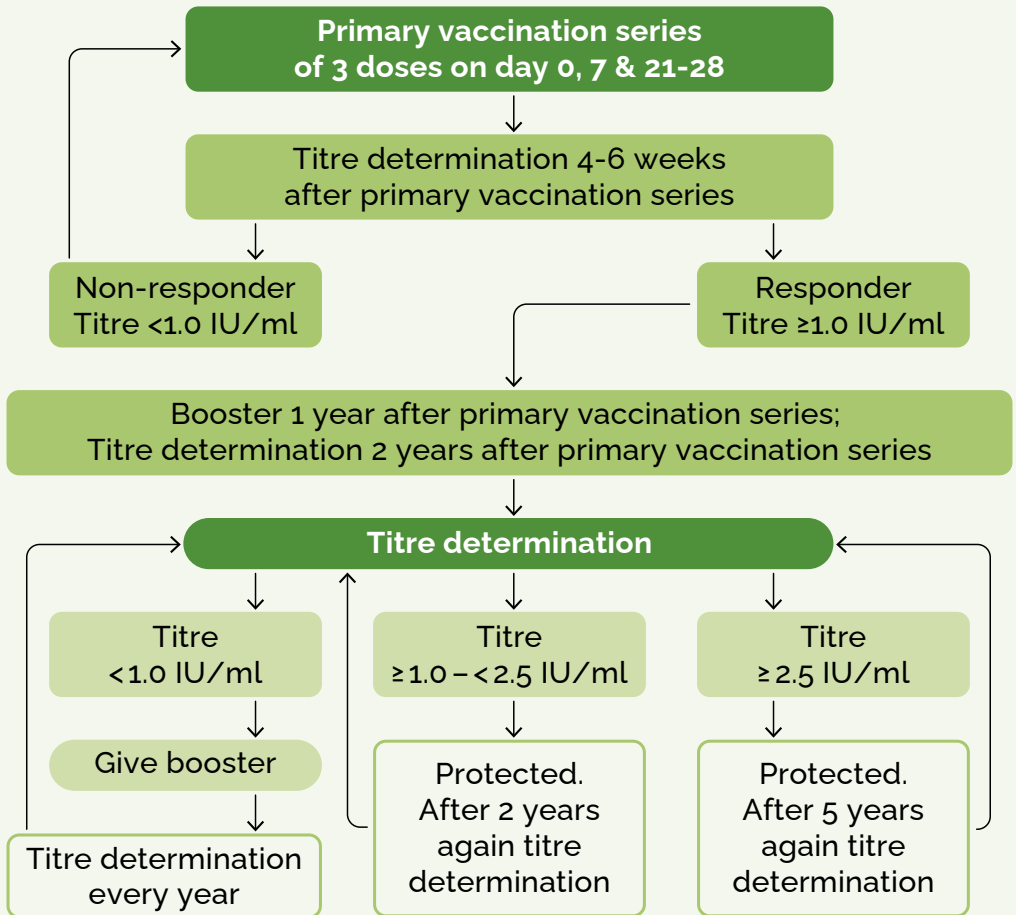 Primary vaccination series
of 3 doses on day 0, 7 & 21-28
Titre determination 4-6 weeks
after primary vaccination series
Non-responder
Titre <1.0 IU/ml
Responder
Titre ≥1.0 IU/ml
Booster 1 year after primary vaccination series;
Titre determination 2 years after primary vaccination series
Titre determination
Titre
<1.0 IU/ml
Give booster
Titre determination
every year
Titre
≥1.0 – <2.5 IU/ml
Protected.
After 2 years
again titre
determination
Titre
≥2.5 IU/ml
Protected.
After 5 years
again titre
determination